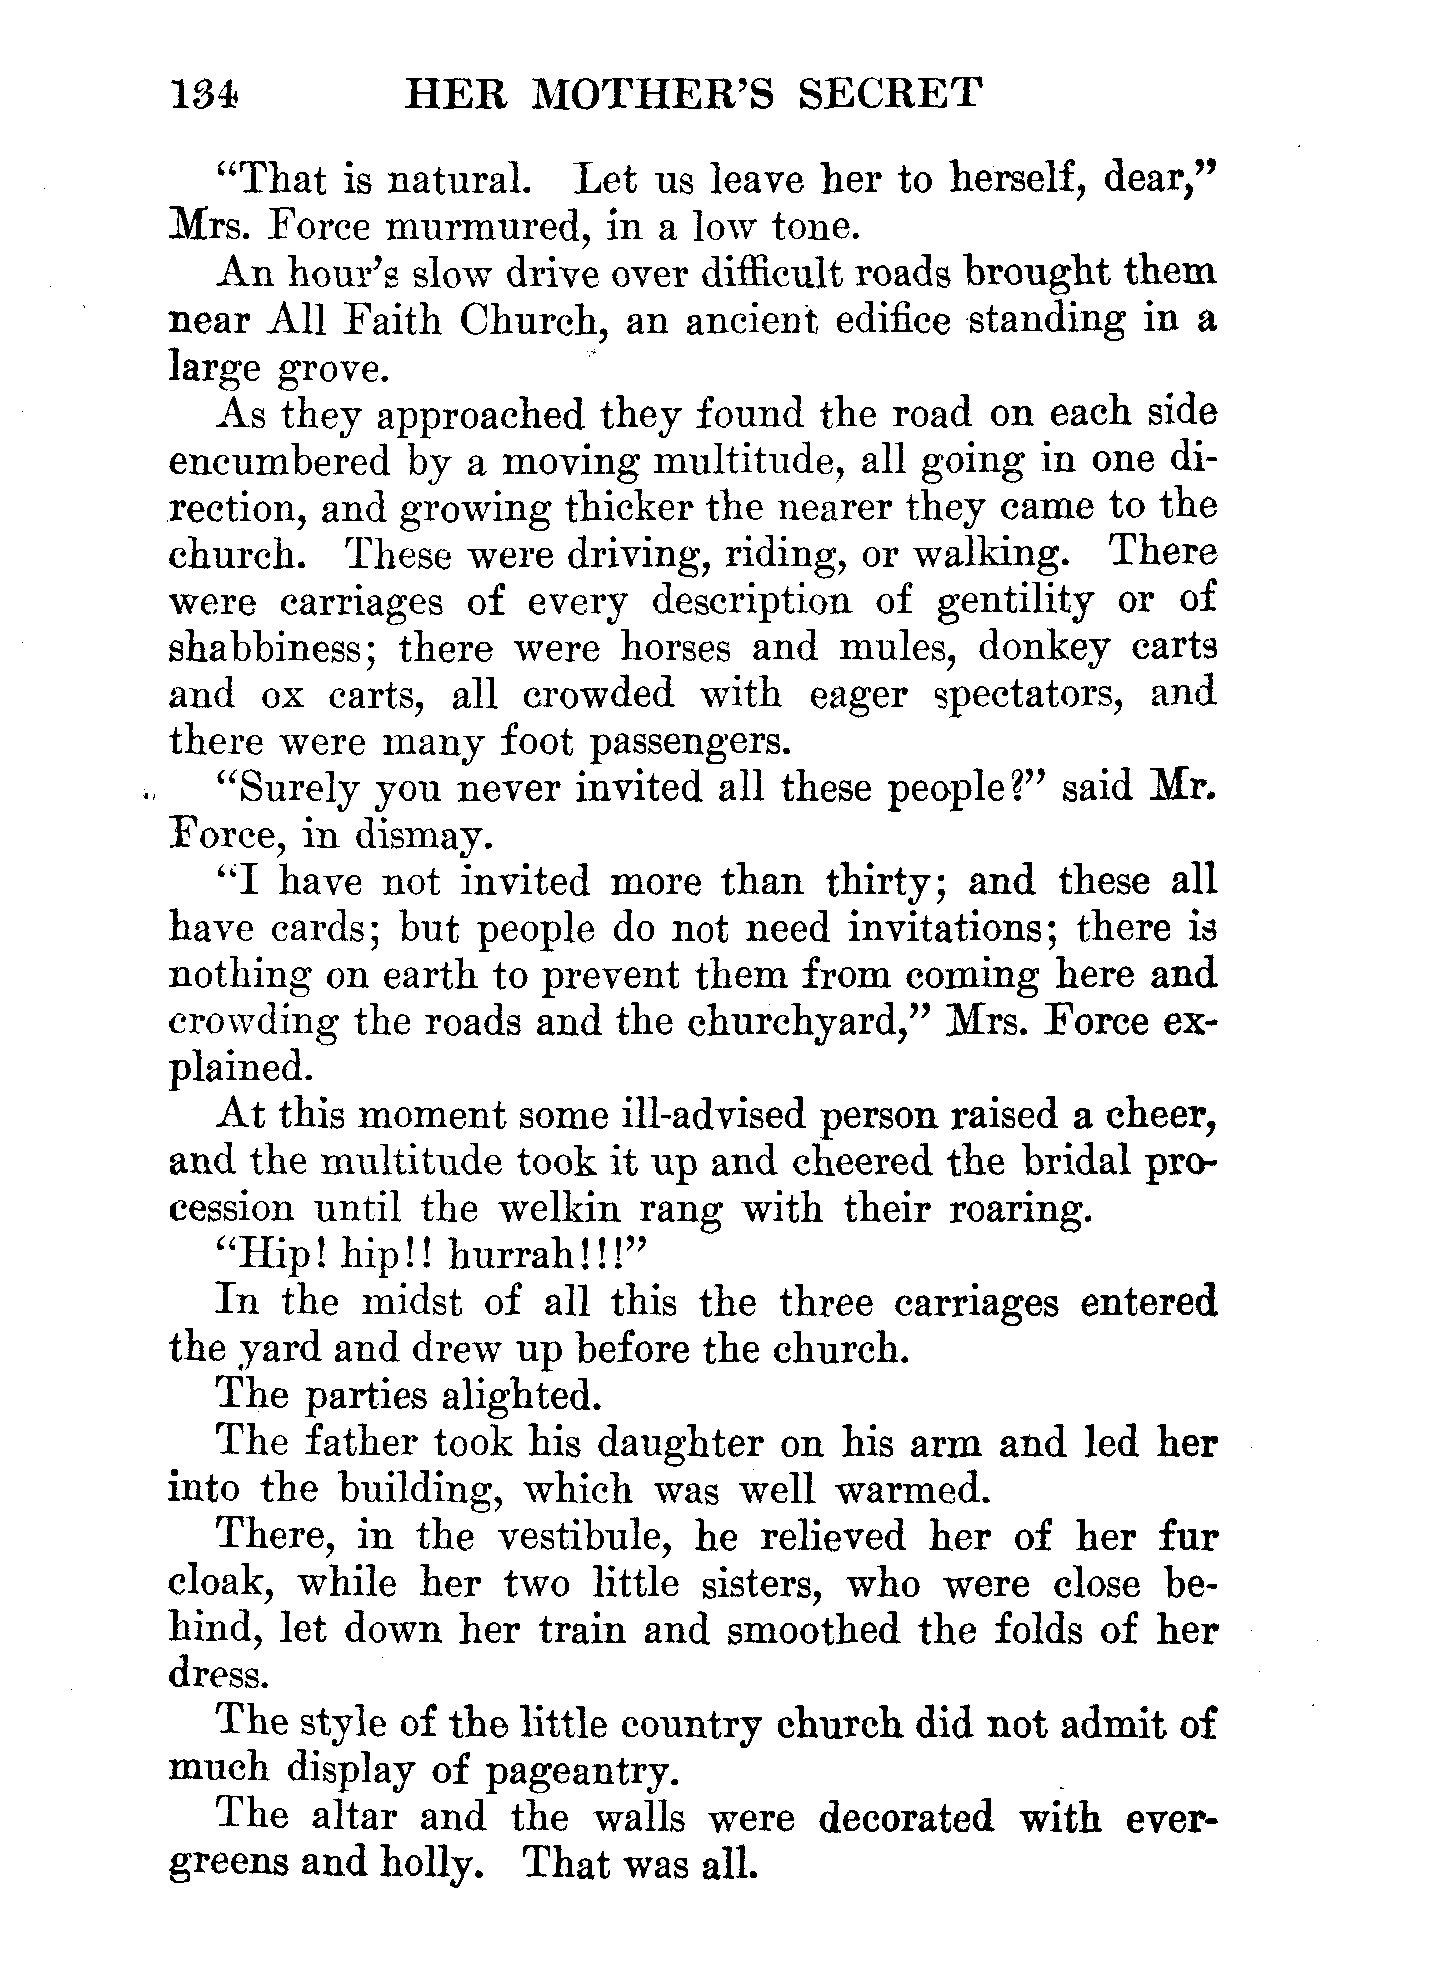 134 HER MOTHER'S SECRET
"That is natural. Let us leave her to herself, dear,"
Mrs. Force murmured, in a low tone.
An hour's slow drive over difficult roads brought them
near All Faith Church, an ancient edifice standing in a
large grove.
As they approached they found the road on each side
encumbered by a moving multitude, all going in one di-
rection, and growing thicker the nearer they came to the
church. These were driving, riding, or walking. There
were carriages of every description of gentility or of
shabbiness; there were horses and mules, donkey carts
and ox carts, all crowded with eager spectators, and
there were many foot passengers.
"Surely you never invited all these people?" said Mr.
Force, in dismay.
"I have not invited more than thirty; and these all
have cards; but people do not need invitations; there is
nothing on earth to prevent them from coming here and
crowding the roads and the churchyard," Mrs. Force ex-
plained.
At this moment some ill-advised person raised a cheer,
and the multitude took it up and cheered the bridal pro-
cession until the welkin rang with their roaring.
"Hip! hip!! hurrah!!!"
In the midst of all this the three carriages entered
the yard and drew up before the church.
The parties alighted.
The father took his daughter on his arm and led her
into the building, which was well warmed.
There, in the vestibule, he relieved her of her fur
cloak, while her two little sisters, who were close be-
hind, let down her train and smoothed the folds of her
dress.
The style of the little country church did not admit of
much display of pageantry.
The altar and the walls were decorated with ever-
greens and holly. That was all.